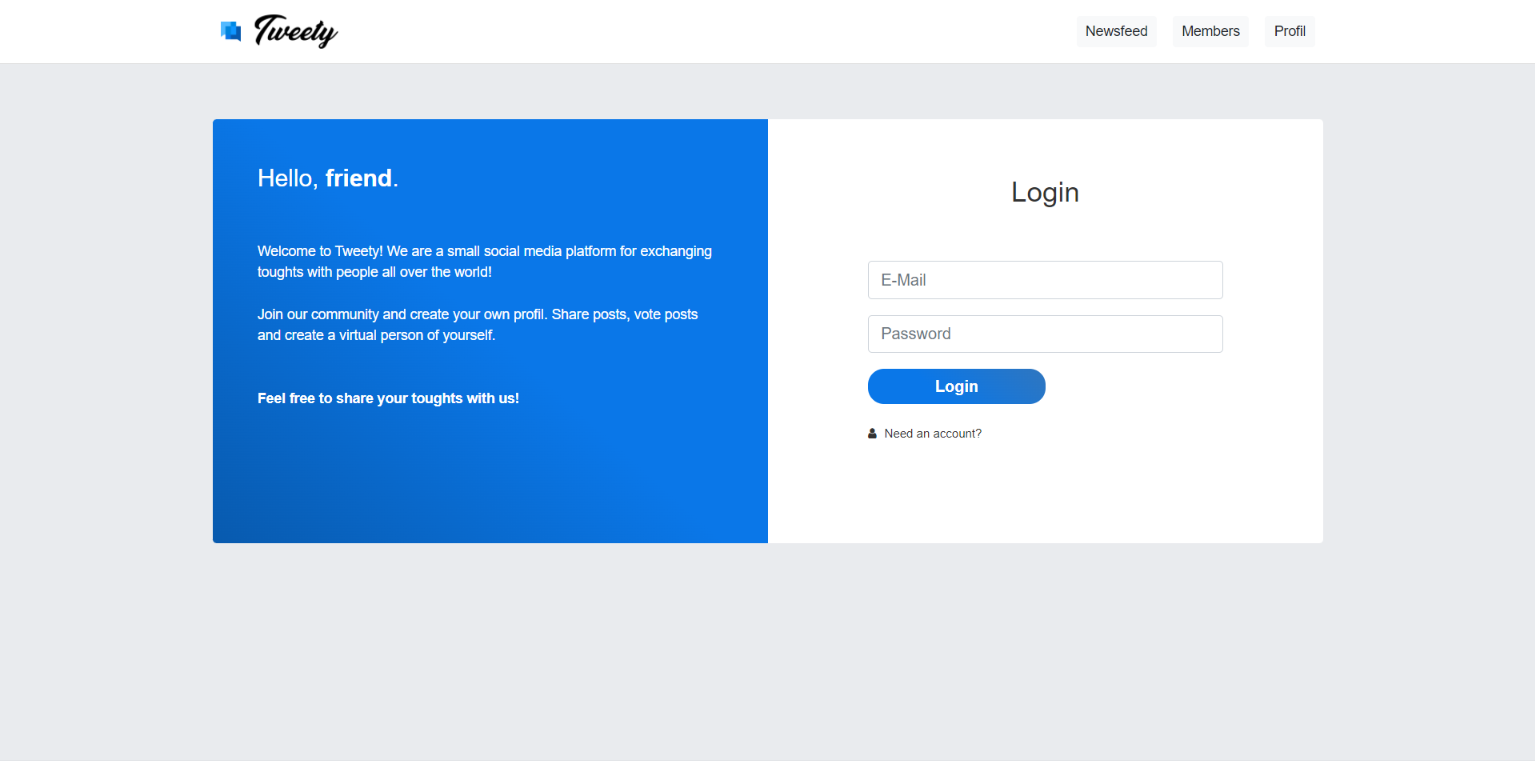 Tweety
Newsfeed
Members
Profil
Hello, friend.
Welcome to Tweety! We are a small social media platform for exchanging
toughts with people all over the world!
Join our community and create your own profil. Share posts, vote posts
and create a virtual person of yourself.
Feel free to share your toughts with us!
Login
E-Mail
Password
Login
Need an account?